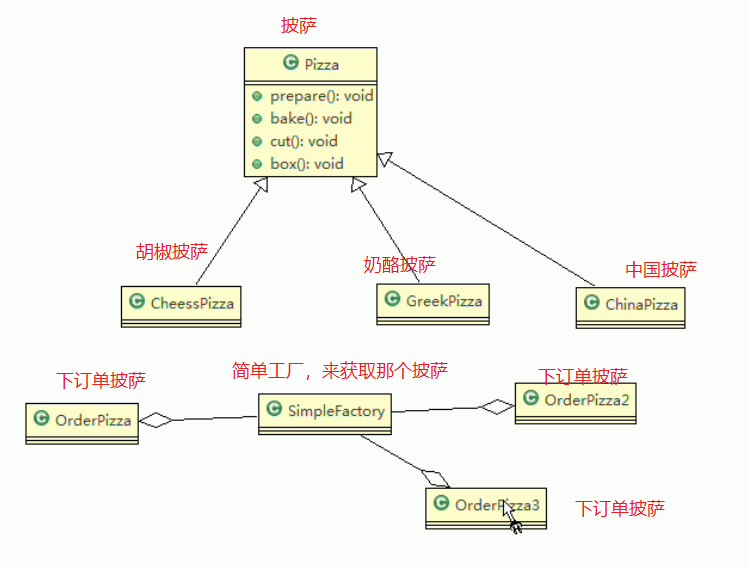 披萨
Pizza
prepare(): void
bake(): void
cut(): void
box(): void
胡椒披萨
奶酪披萨
中国披萨
CheessPizza
GreekPizza
ChinaPizza
下订单披萨
简单工厂，来获取那个披萨
下订单披萨
OrderPizza
SimpleFactory
OrderPizza2
OrderPizza3
下订单披萨